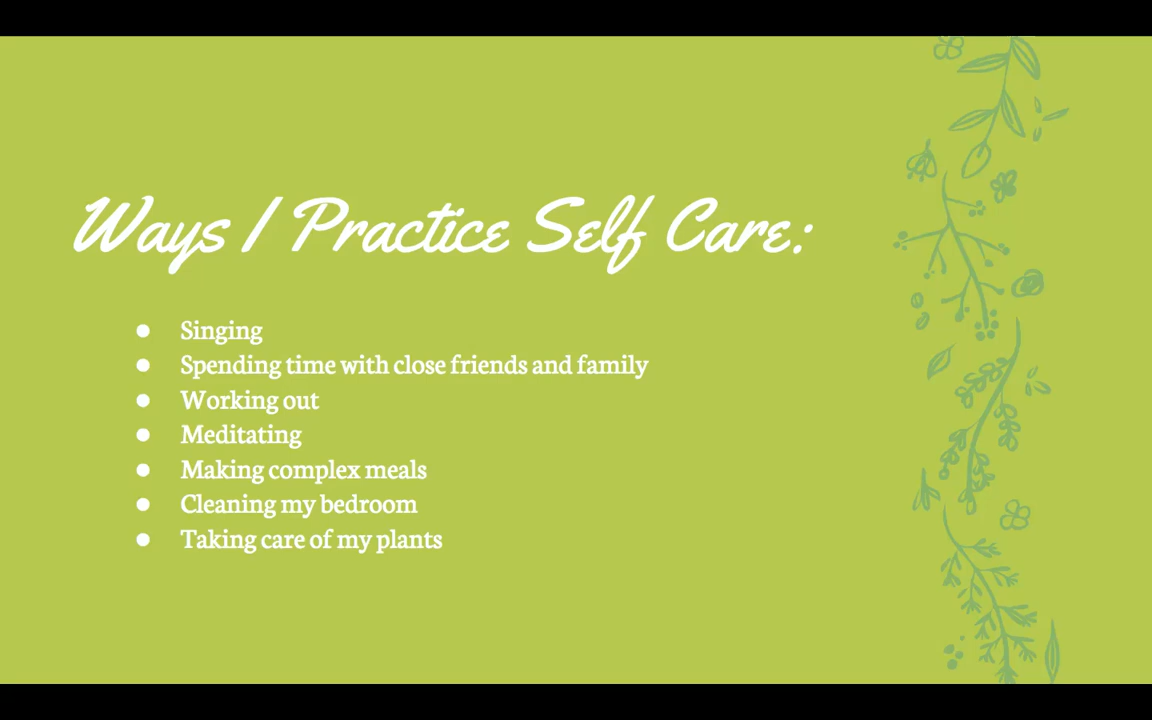 Ways I Practice Self Care:
● Singing
● Spending time with close friends and family
● Working out
● Meditating
● Making complex meals
● Cleaning my bedroom
● Taking care of my plants